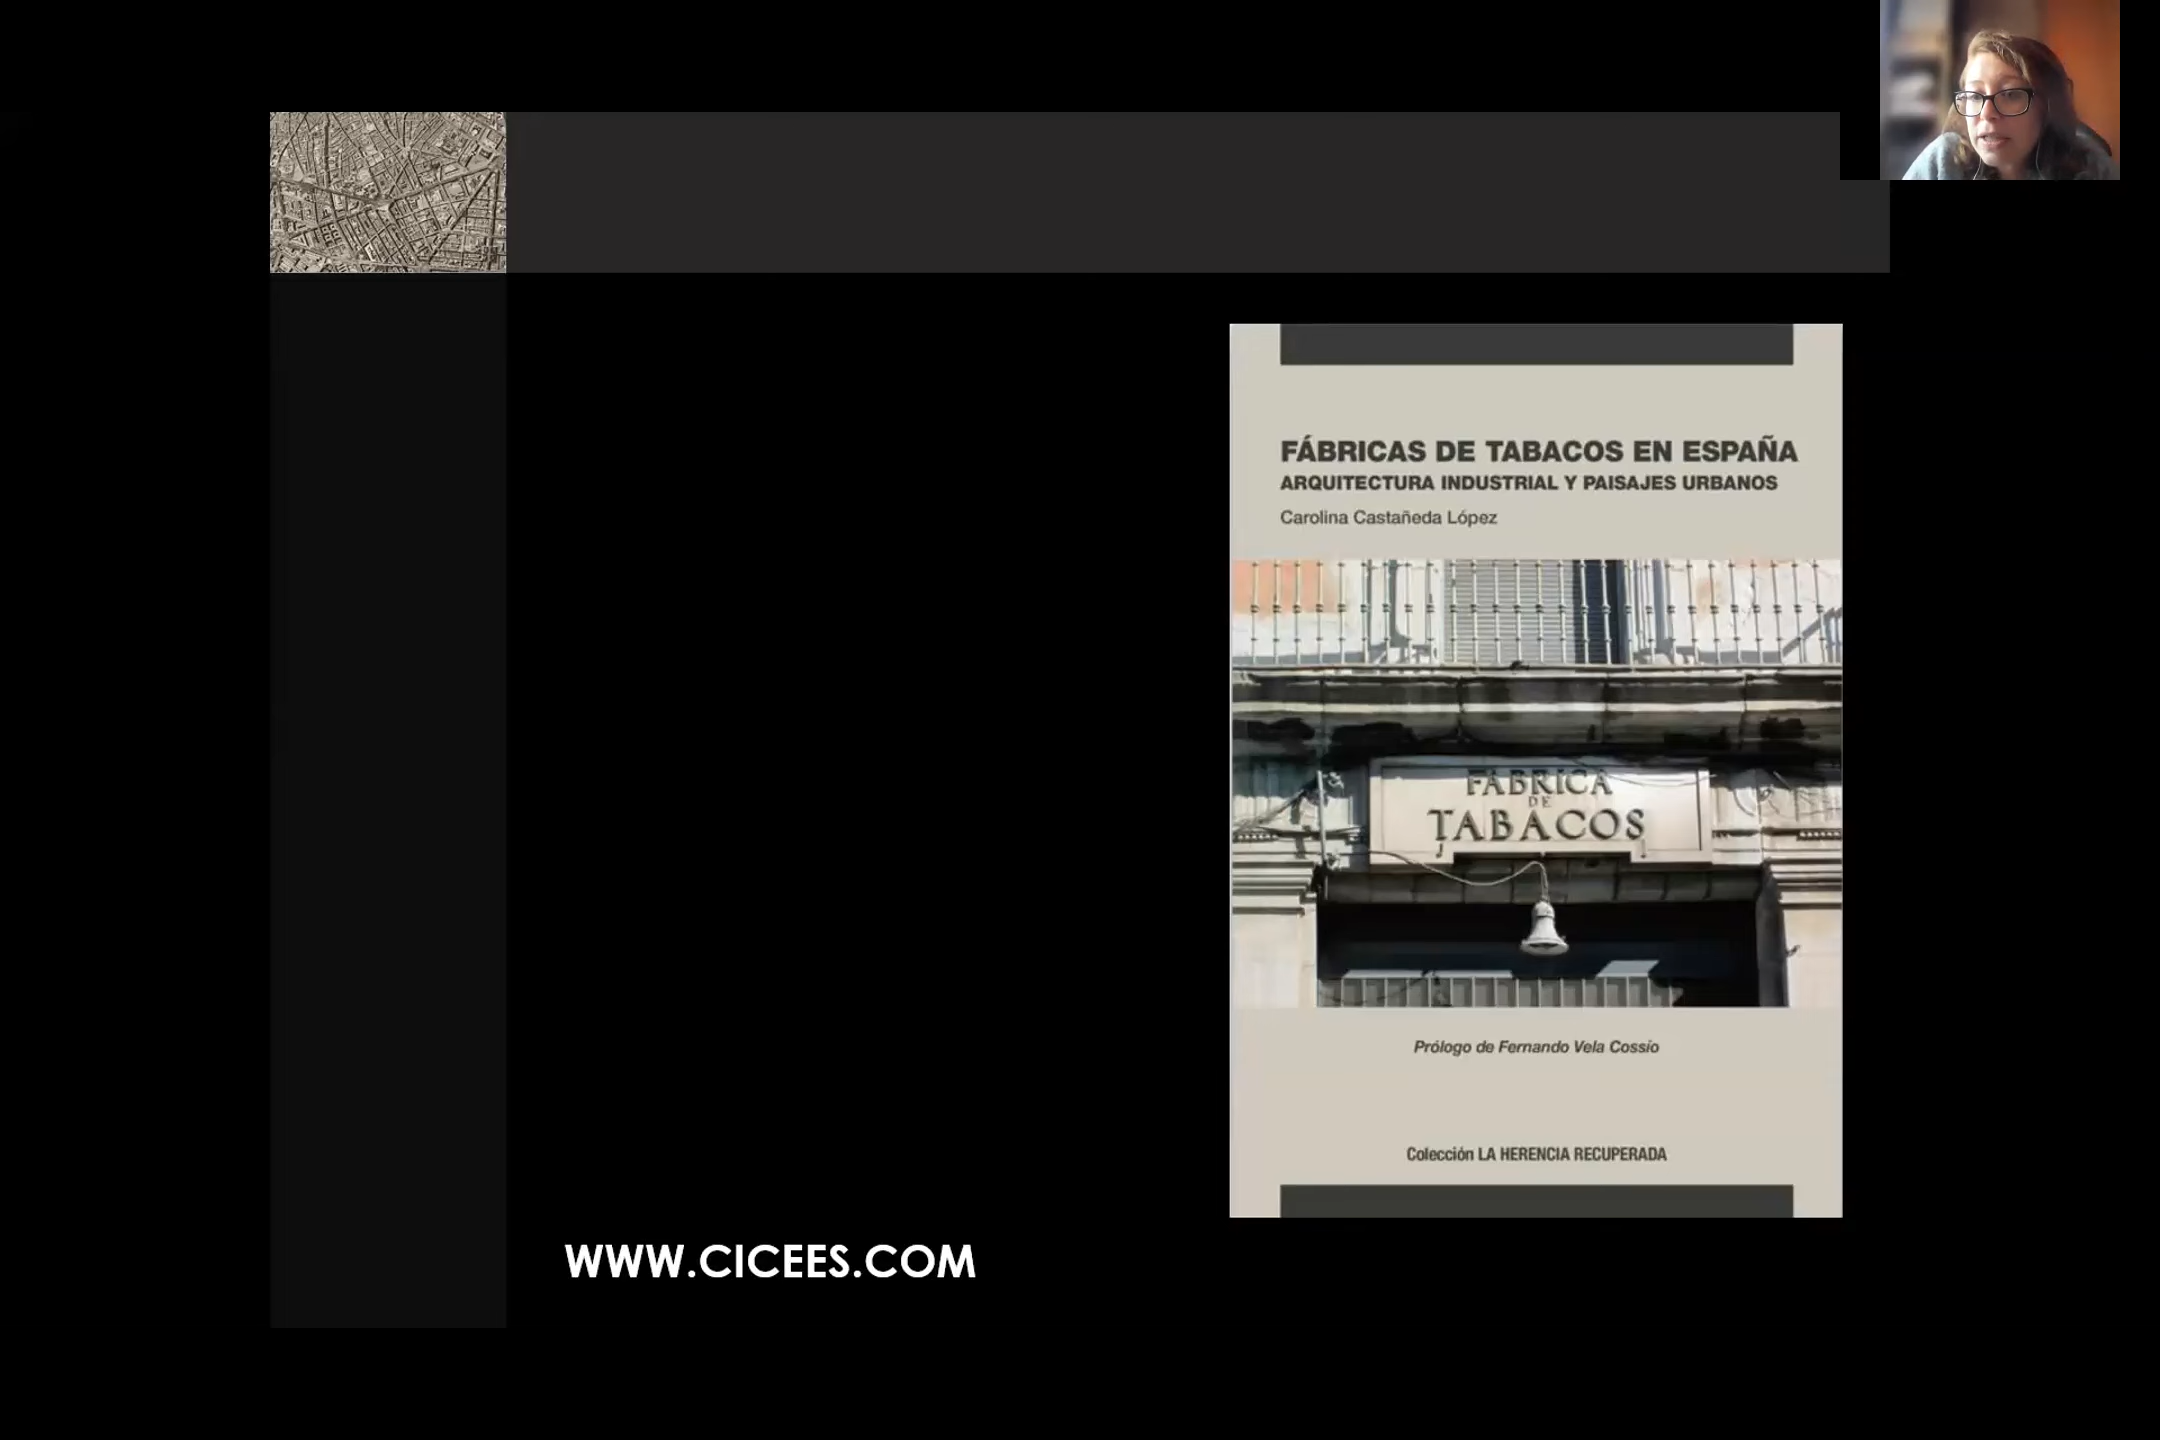 FÁBRICAS DE TABACOS EN ESPAÑA
ARQUITECTURA INDUSTRIAL Y PAISAJES URBANOS
Carolina Castañeda López
FABRICA
DE
TABACOS
Prólogo de Fernando Vela Cossío
Colección LA HERENCIA RECUPERADA
WWW.CICEES.COM